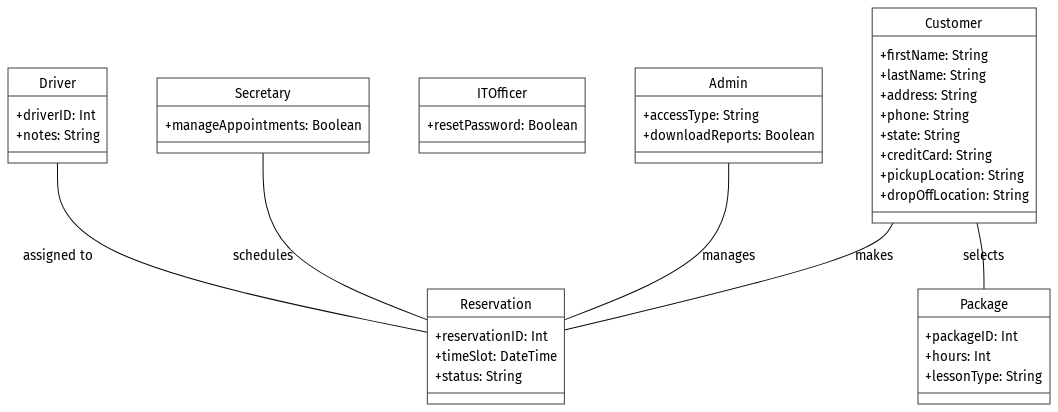 Driver
+driverID: Int
+notes: String
Secretary
+manageAppointments: Boolean
ITOfficer
+resetPassword: Boolean
Admin
+accessType: String
+downloadReports: Boolean
Customer
+firstName: String
+lastName: String
+address: String
+phone: String
+state: String
+creditCard: String
+pickupLocation: String
+dropOffLocation: String
assigned to
schedules
manages
makes
selects
Reservation
+reservationID: Int
+timeSlot: DateTime
+status: String
Package
+packageID: Int
+hours: Int
+lessonType: String